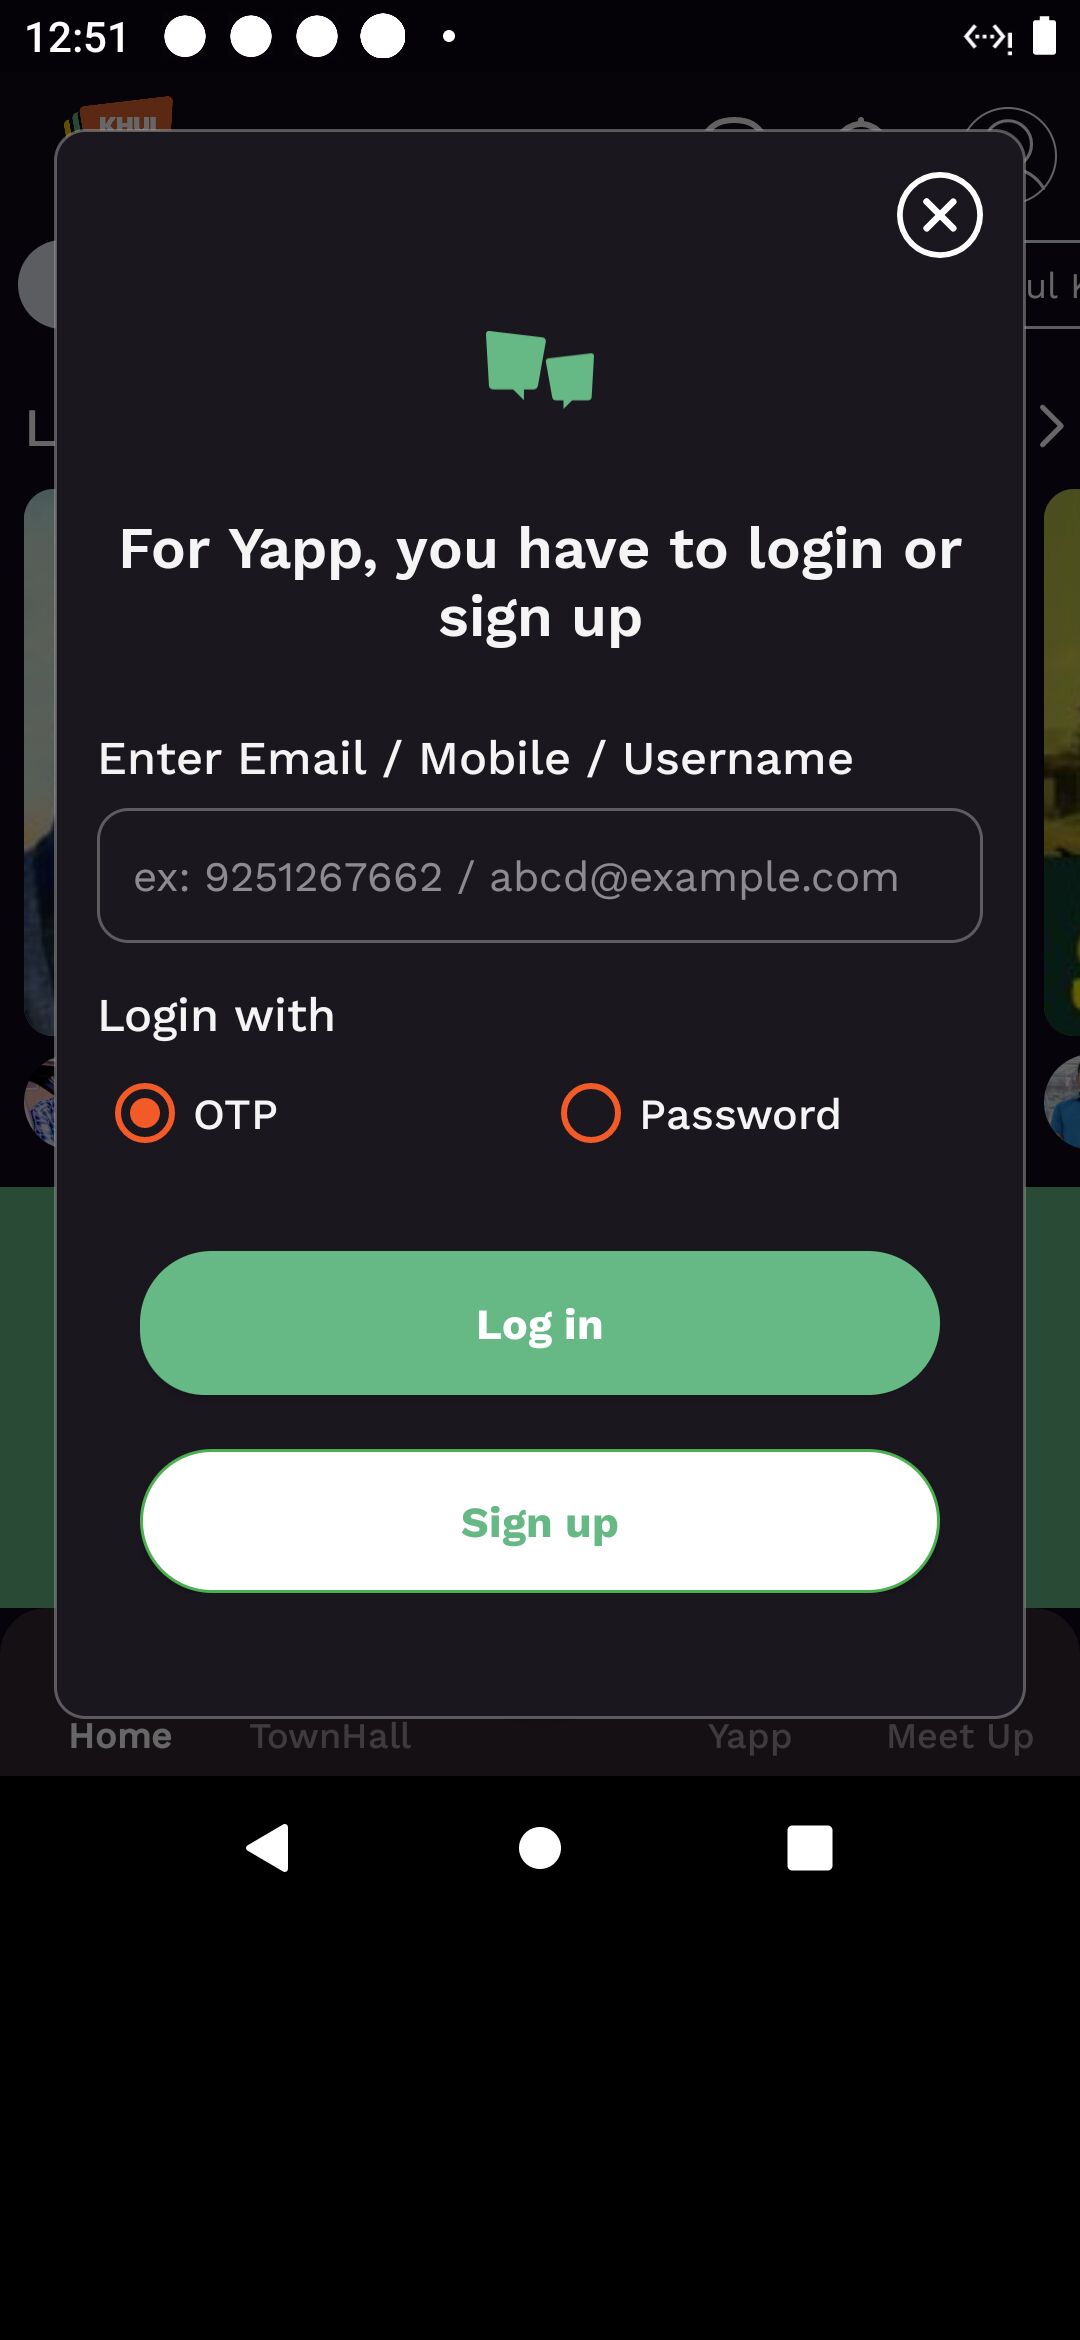 12:51
KHUL
For Yapp, you have to login or
sign up
Enter Email / Mobile / Username
ex: 9251267662 / abcd@example.com
Login with
OTP
Password
Log in
Sign up
Home
TownHall
Yapp
Meet Up